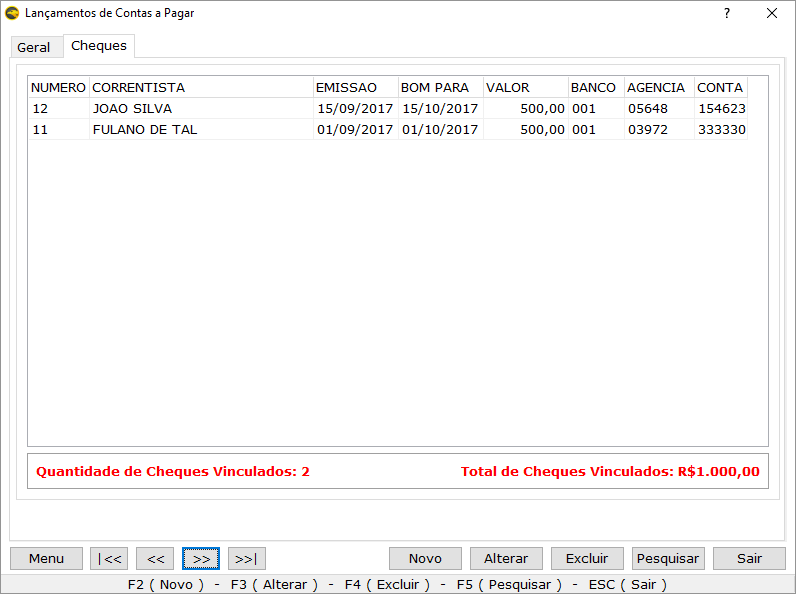 Lançamentos de Contas a Pagar ?
Geral Cheques
NUMERO CORRENTISTA EMISSAO BOM PARA VALOR BANCO AGENCIA CONTA
12 JOAO SILVA 15/09/2017 15/10/2017 500,00 001 05648 154623
11 FULANO DE TAL 01/09/2017 01/10/2017 500,00 001 03972 333330
Quantidade de Cheques Vinculados: 2 Total de Cheques Vinculados: R$1.000,00
Menu |<< << >> >>| Novo Alterar Excluir Pesquisar Sair
F2 ( Novo ) - F3 ( Alterar ) - F4 ( Excluir ) - F5 ( Pesquisar ) - ESC ( Sair )